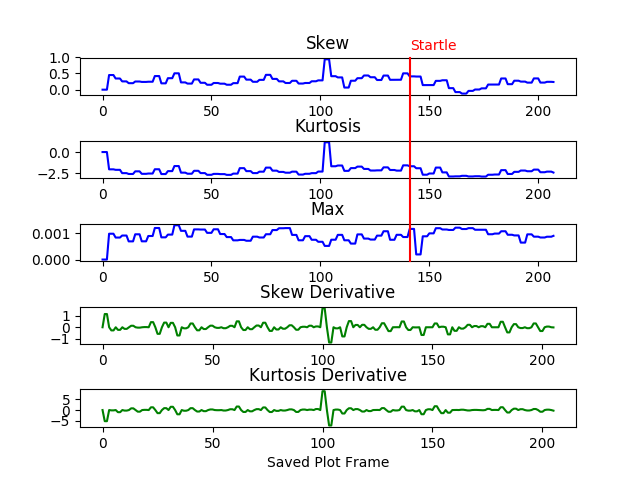 Startle
Skew
1.0
0.5
0.0
0 50 100 150 200
Kurtosis
0.0
−2.5
0 50 100 150 200
Max
0.001
0.000
0 50 100 150 200
Skew Derivative
1
0
−1
0 50 100 150 200
Kurtosis Derivative
5
0
−5
0 50 100 150 200
Saved Plot Frame